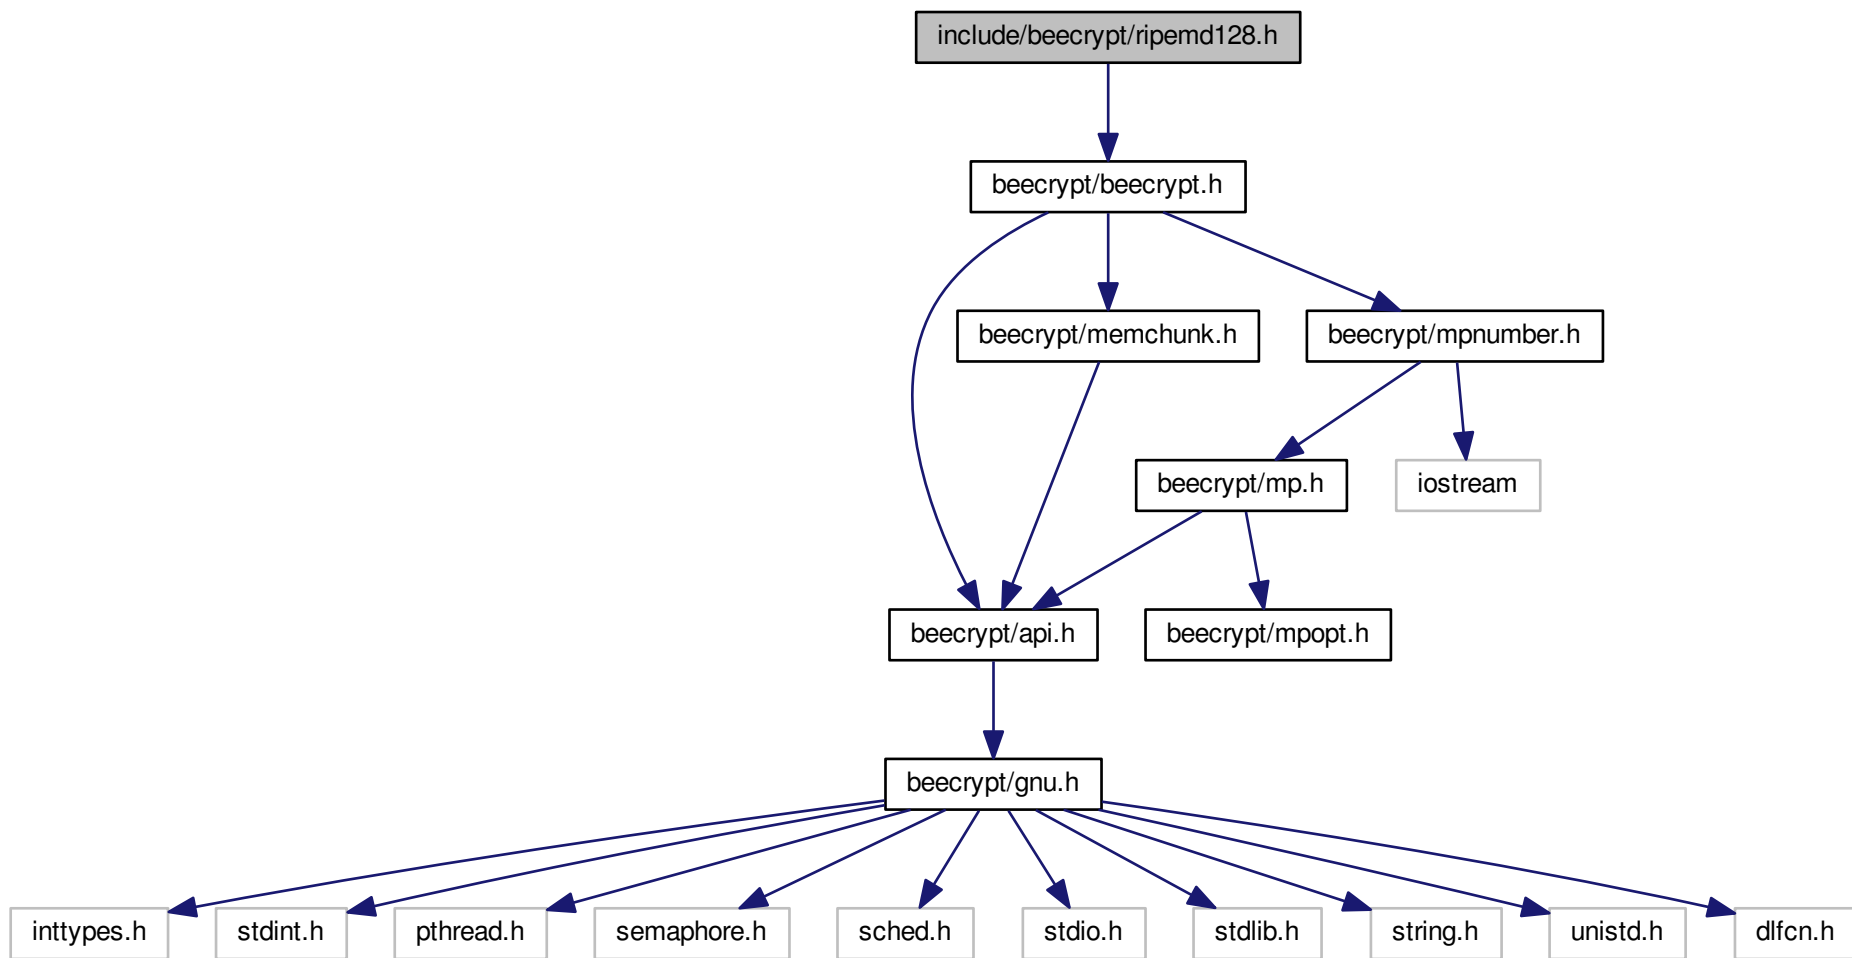 include/beecrypt/ripemd128.h
beecrypt/beecrypt.h
beecrypt/memchunk.h
beecrypt/mpnumber.h
beecrypt/mp.h
iostream
beecrypt/api.h
beecrypt/mpopt.h
beecrypt/gnu.h
inttypes.h
stdint.h
pthread.h
semaphore.h
sched.h
stdio.h
stdlib.h
string.h
unistd.h
dlfcn.h